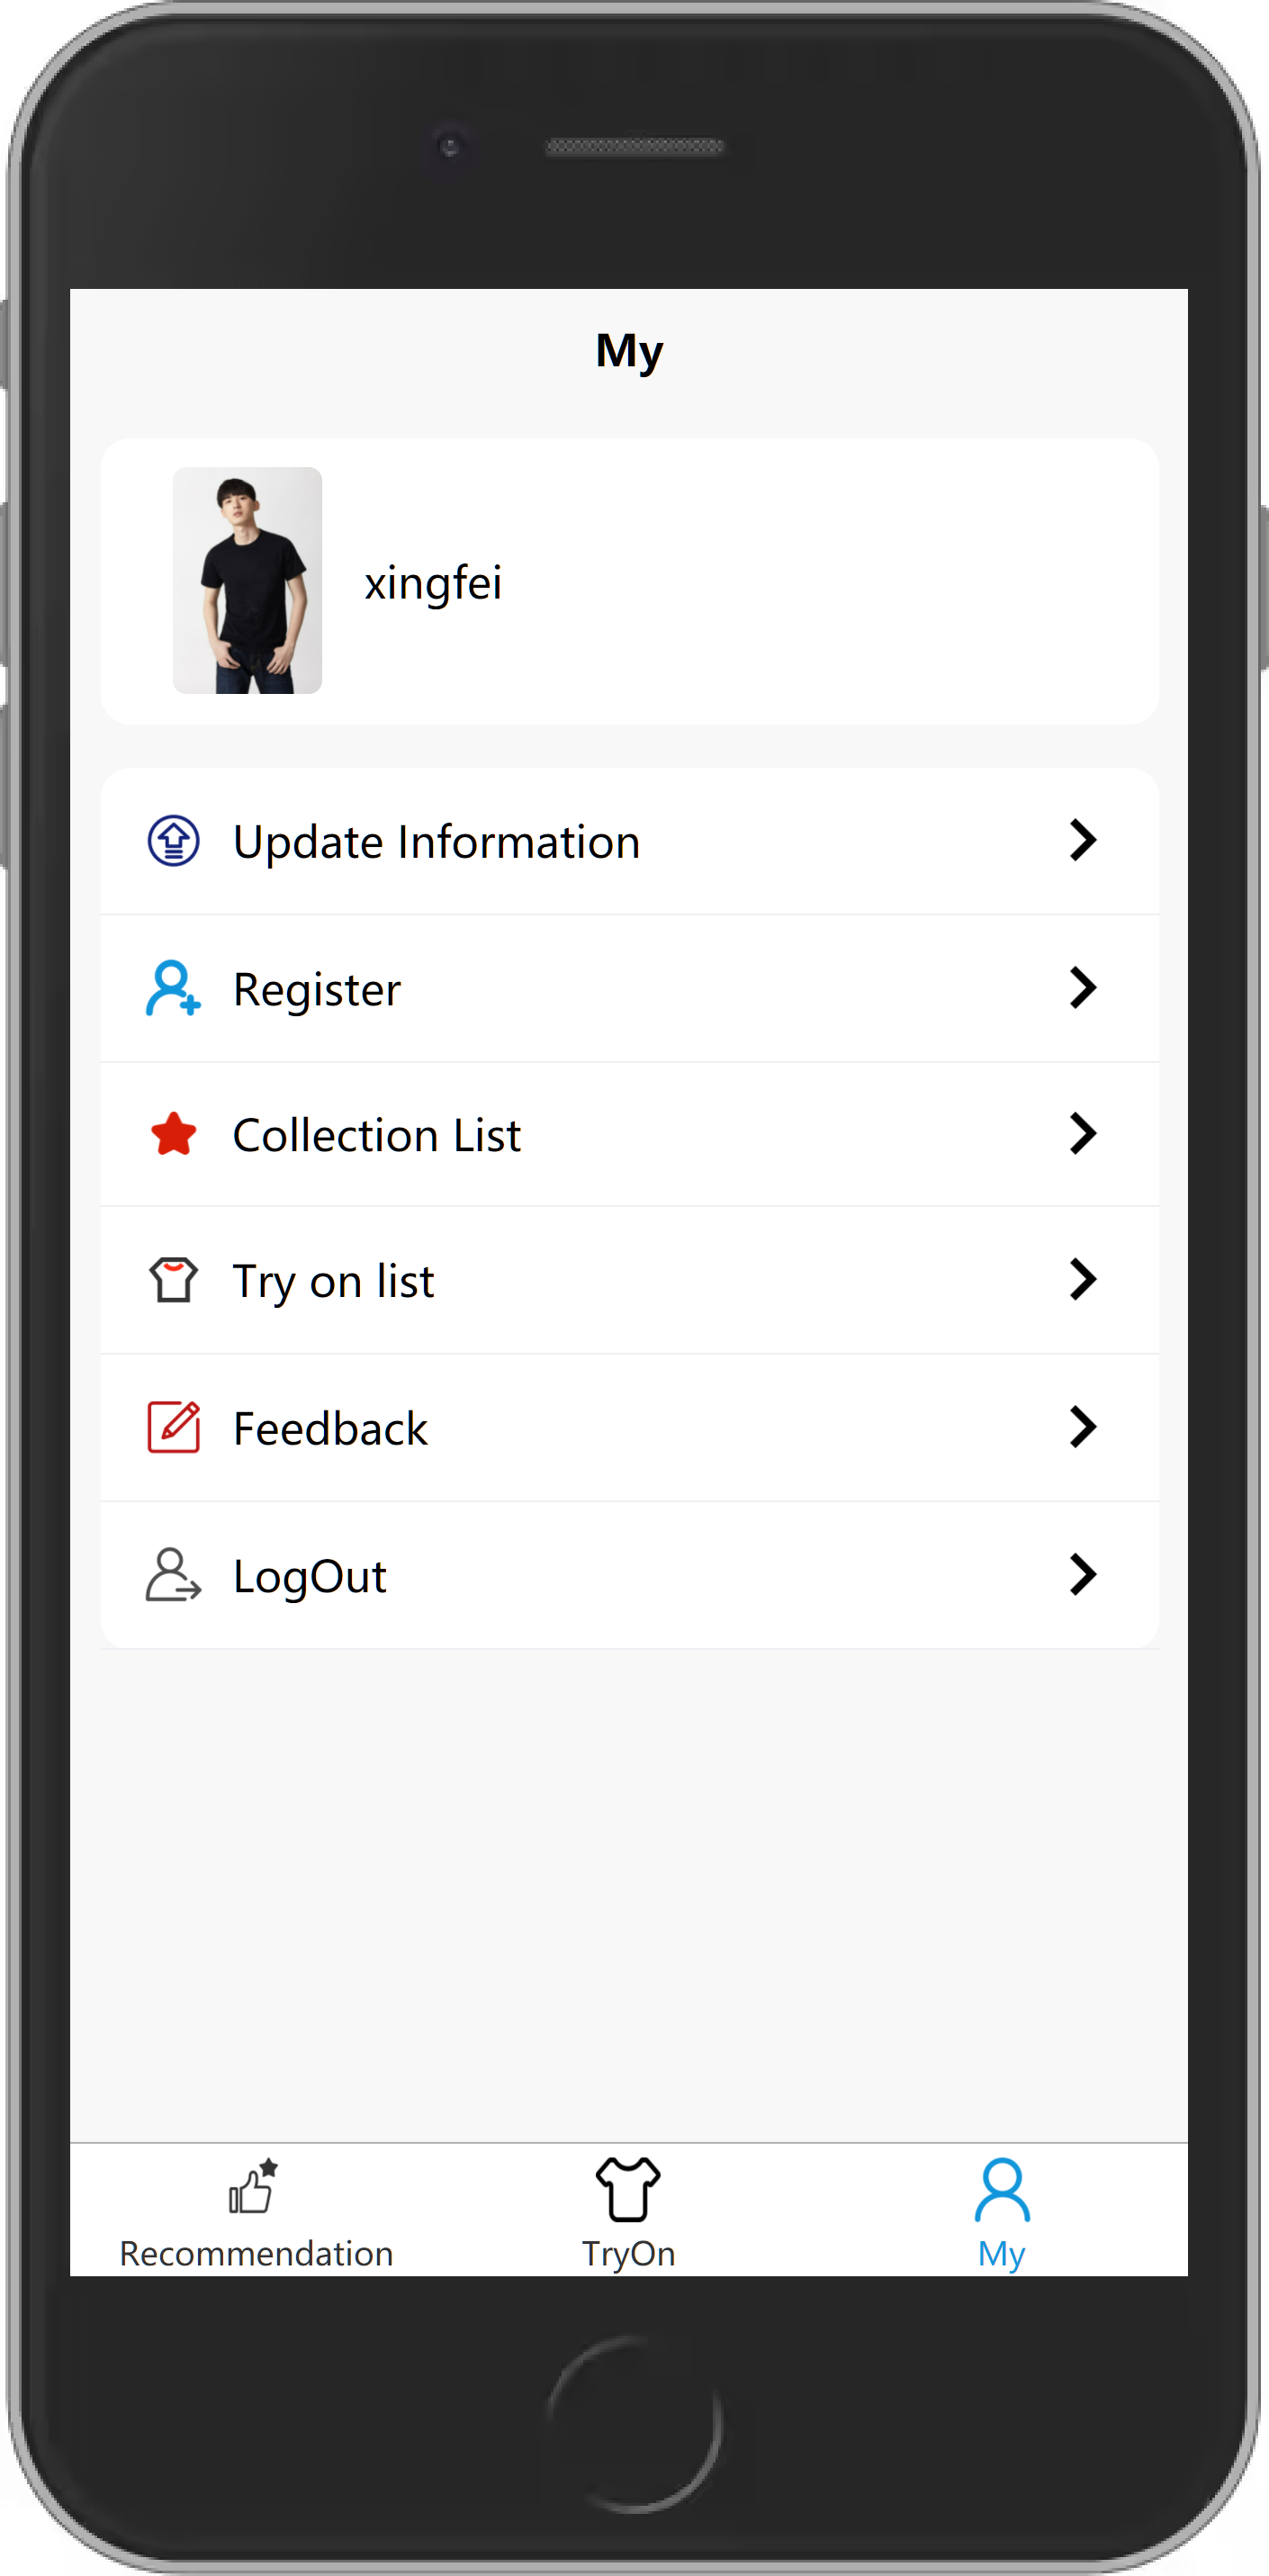 My
xingfei
Update Information
Register
Collection List
Try on list
Feedback
LogOut
Recommendation
TryOn
My